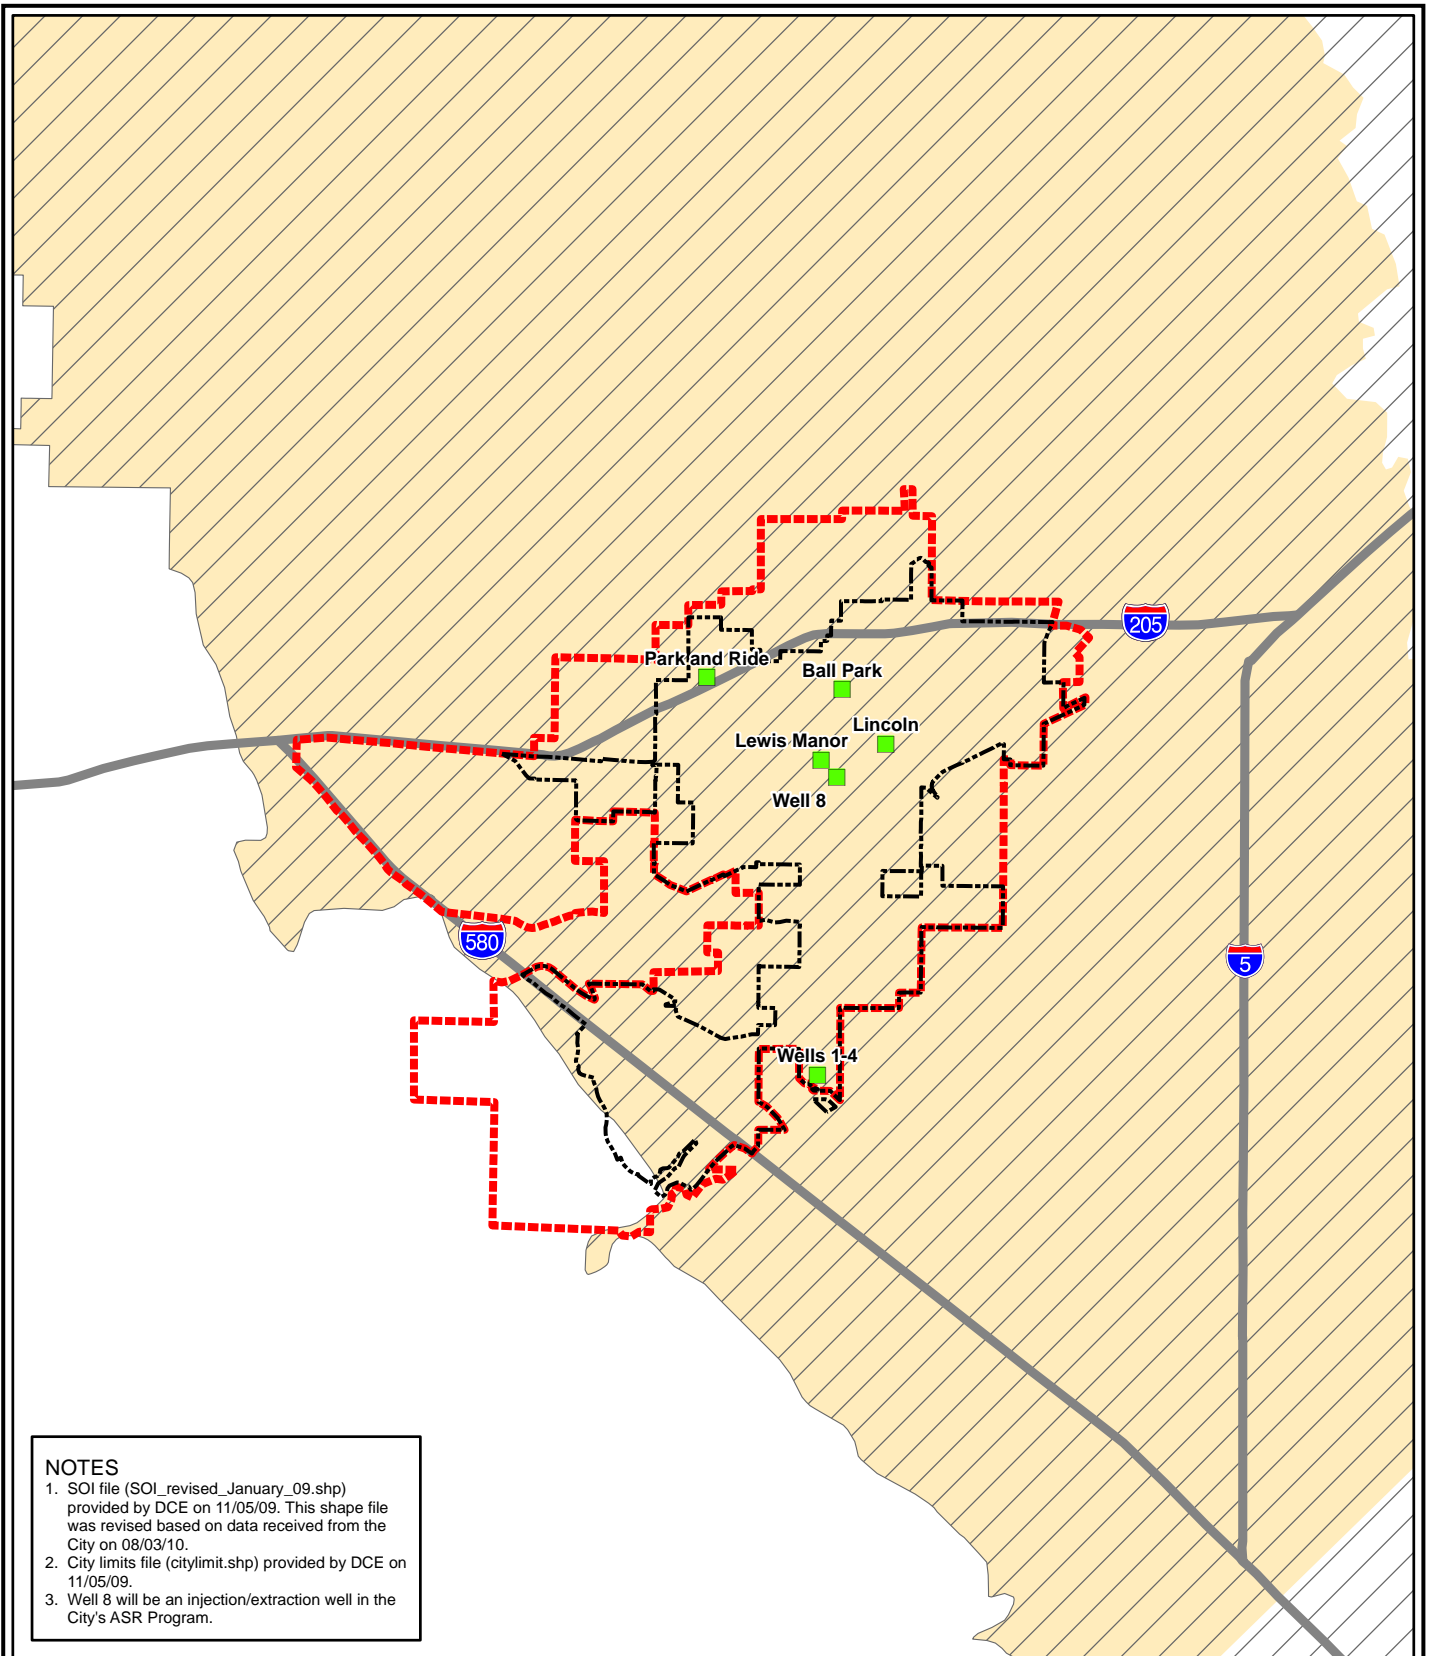 205
Park and Ride
Ball Park
Lincoln
Lewis Manor
Well 8
580
5
Wells 1-4
NOTES
1. SOI file (SOI_revised_January_09.shp)
provided by DCE on 11/05/09. This shape file
was revised based on data received from the
City on 08/03/10.
2. City limits file (citylimit.shp) provided by DCE on
11/05/09.
3. Well 8 will be an injection/extraction well in the
City's ASR Program.